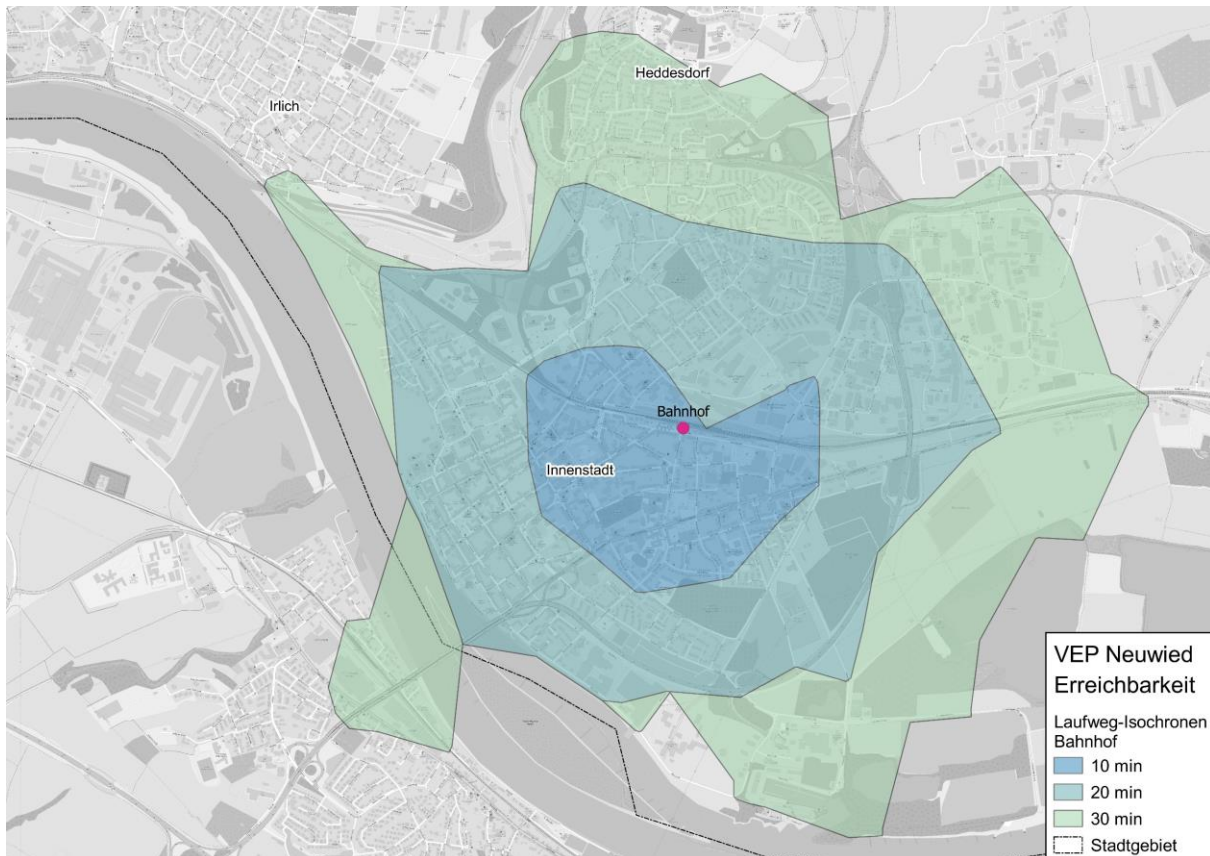 Heddesdorf
Irlich
Bahnhof
Innenstadt
VEP Neuwied
Erreichbarkeit
Laufweg-Isochronen
Bahnhof
10 min
20 min
30 min
Stadtgebiet